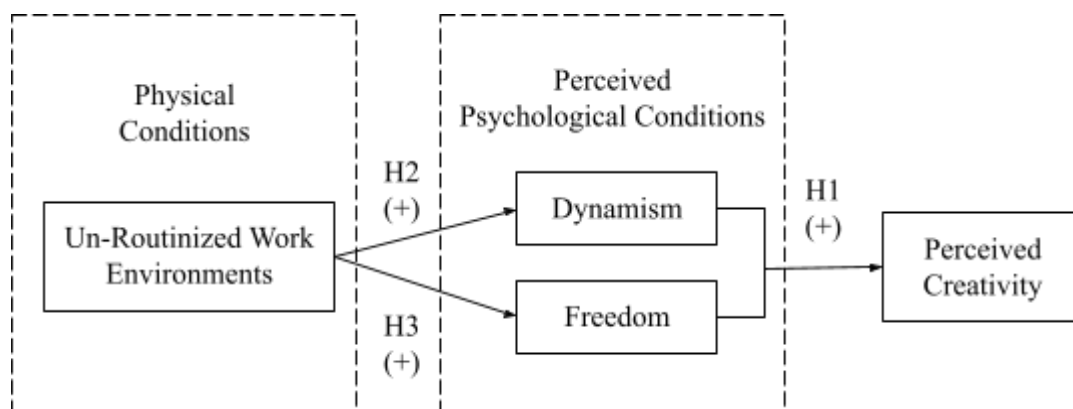 Physical
Conditions
Un-Routinized Work
Environments
H2
(+)
H3
(+)
Perceived
Psychological Conditions
Dynamism
Freedom
H1
(+)
Perceived
Creativity